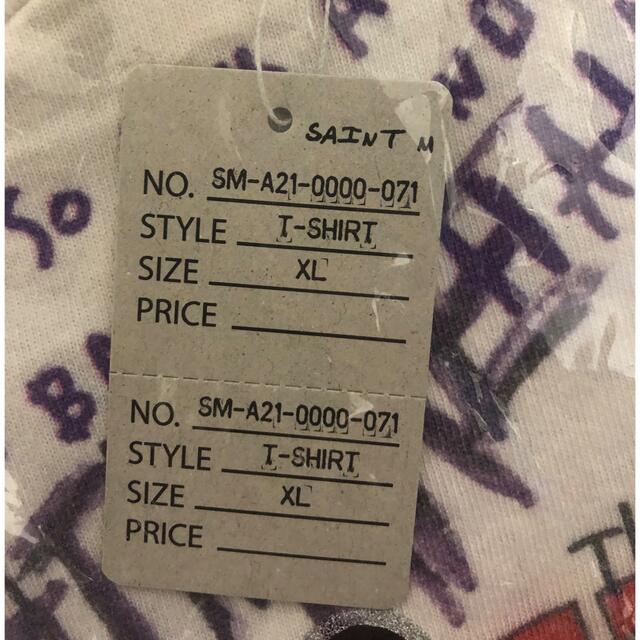 SAINT M
NO. SM-A21-0000-071
STYLE T-SHIRT
SIZE XL
PRICE
NO. SM-A21-0000-071
STYLE T-SHIRT
SIZE XL
PRICE